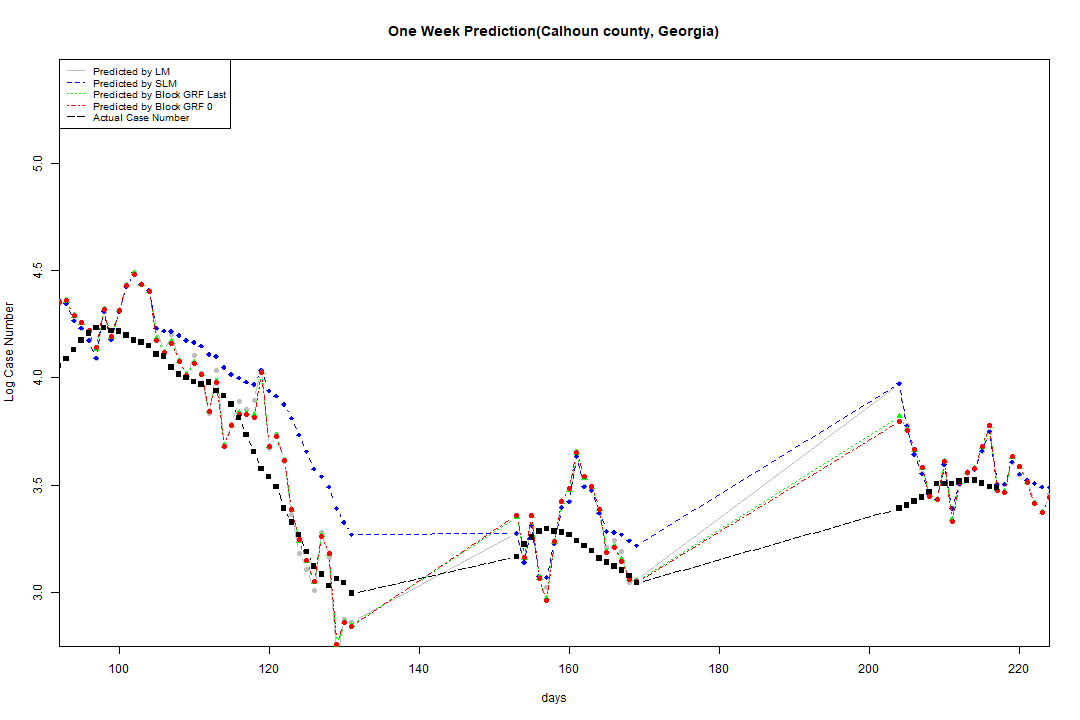 One Week Prediction(Calhoun county, Georgia)
Predicted by LM
Predicted by SLM
Predicted by Block GRF Last
Predicted by Block GRF 0
Actual Case Number
Log Case Number
5.0
4.5
4.0
3.5
3.0
100 120 140 160 180 200 220
days